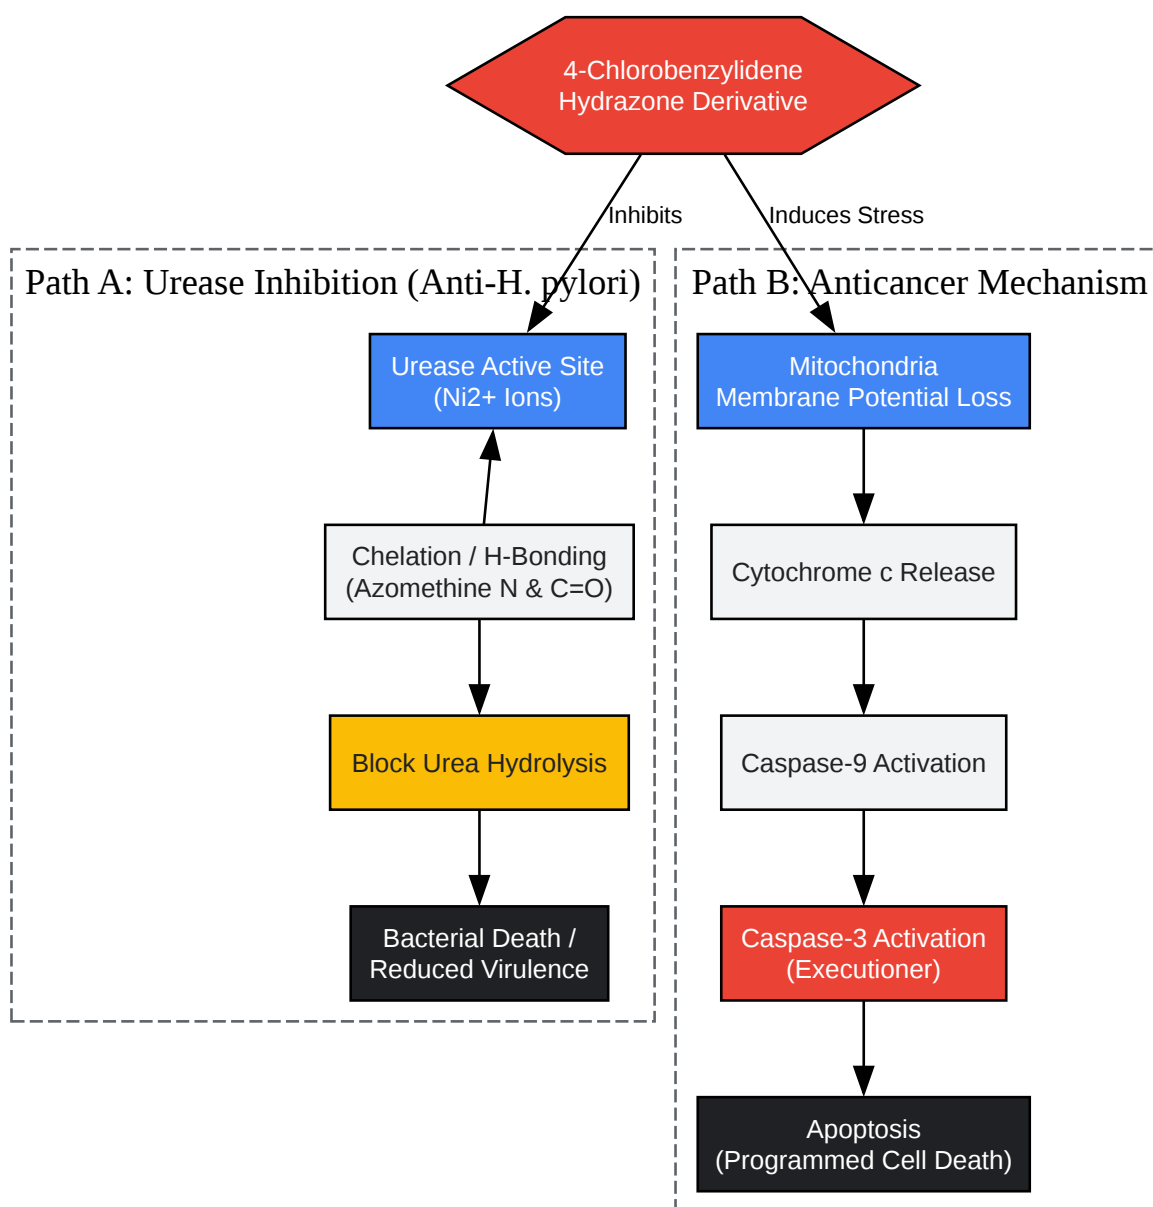 4-Chlorobenzylidene
Hydrazone Derivative
Inhibits
Induces Stress
Path A: Urease Inhibition (Anti-H. pylori)
Urease Active Site
(Ni2+ Ions)
Chelation / H-Bonding
(Azomethine N & C=O)
Block Urea Hydrolysis
Bacterial Death /
Reduced Virulence
Path B: Anticancer Mechanism
Mitochondria
Membrane Potential Loss
Cytochrome c Release
Caspase-9 Activation
Caspase-3 Activation
(Executioner)
Apoptosis
(Programmed Cell Death)